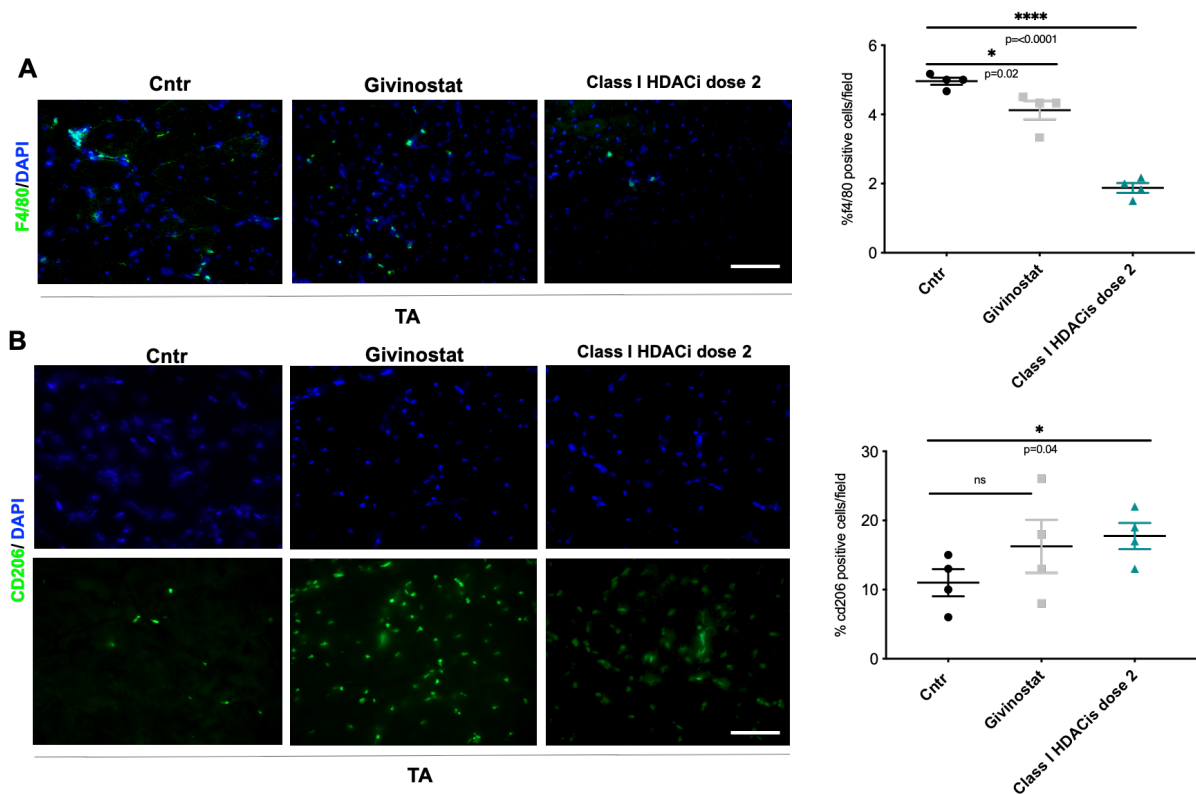 A
Cntr
Givinostat
Class I HDACi dose 2
F4/80/DAPI
TA
****
p=<0.0001
*
p=0.02
%f4/80 positive cells/field
6
4
2
0
Cntr
Givinostat
Class I HDACis dose 2
B
Cntr
Givinostat
Class I HDACi dose 2
CD206/ DAPI
TA
*
p=0.04
ns
% cd206 positive cells/field
30
20
10
0
Cntr
Givinostat
Class I HDACis dose 2